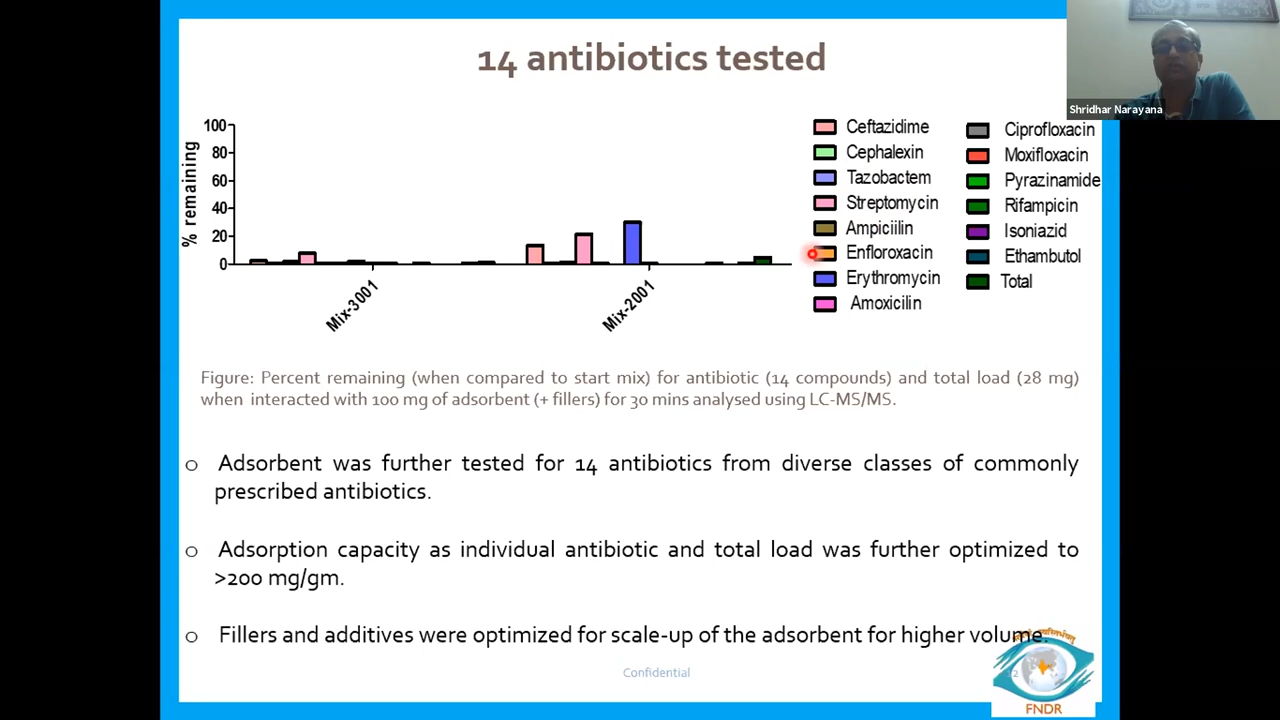 14 antibiotics tested
Shridhar Narayana
% remaining
100
80
60
40
20
0
Mix-3001
Mix-2001
Ceftazidime
Cephalexin
Tazobactem
Streptomycin
Ampiciilin
Enfloroxacin
Erythromycin
Amoxicilin
Ciprofloxacin
Moxifloxacin
Pyrazinamide
Rifampicin
Isoniazid
Ethambutol
Total
Figure: Percent remaining (when compared to start mix) for antibiotic (14 compounds) and total load (28 mg)
when interacted with 100 mg of adsorbent (+ fillers) for 30 mins analysed using LC-MS/MS.
o Adsorbent was further tested for 14 antibiotics from diverse classes of commonly
prescribed antibiotics.
o Adsorption capacity as individual antibiotic and total load was further optimized to
>200 mg/gm.
o Fillers and additives were optimized for scale-up of the adsorbent for higher volume.
Confidential
FNDR